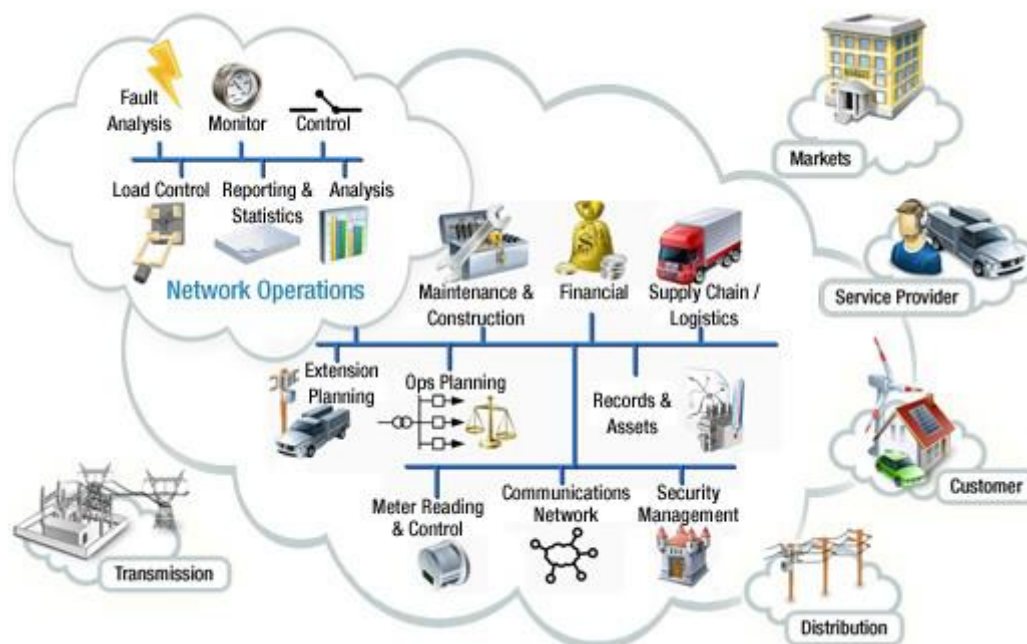 Fault
Analysis
Monitor
Control
Load Control
Reporting &
Statistics
Analysis
Network Operations
Markets
Service Provider
Maintenance &
Construction
Financial
Supply Chain /
Logistics
Extension
Planning
Ops Planning
Records &
Assets
Customer
Meter Reading
& Control
Communications
Network
Security
Management
Transmission
Distribution